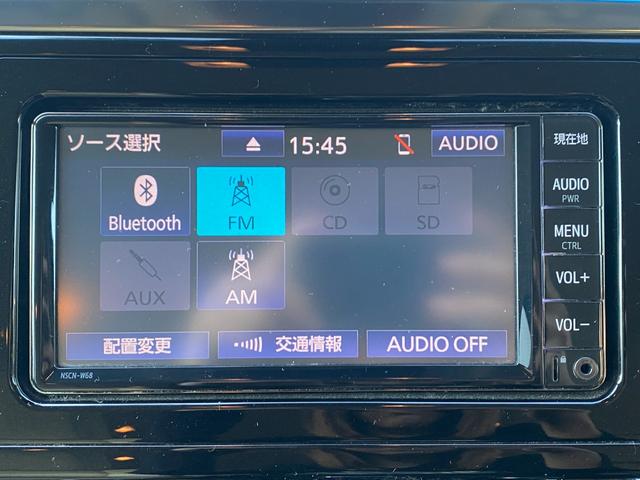 ソース選択
15:45
AUDIO
Bluetooth
FM
CD
SD
AUX
AM
配置変更
交通情報
AUDIO OFF
現在地
AUDIO
PWR
MENU
CTRL
VOL+
VOL−
NSCN-W68